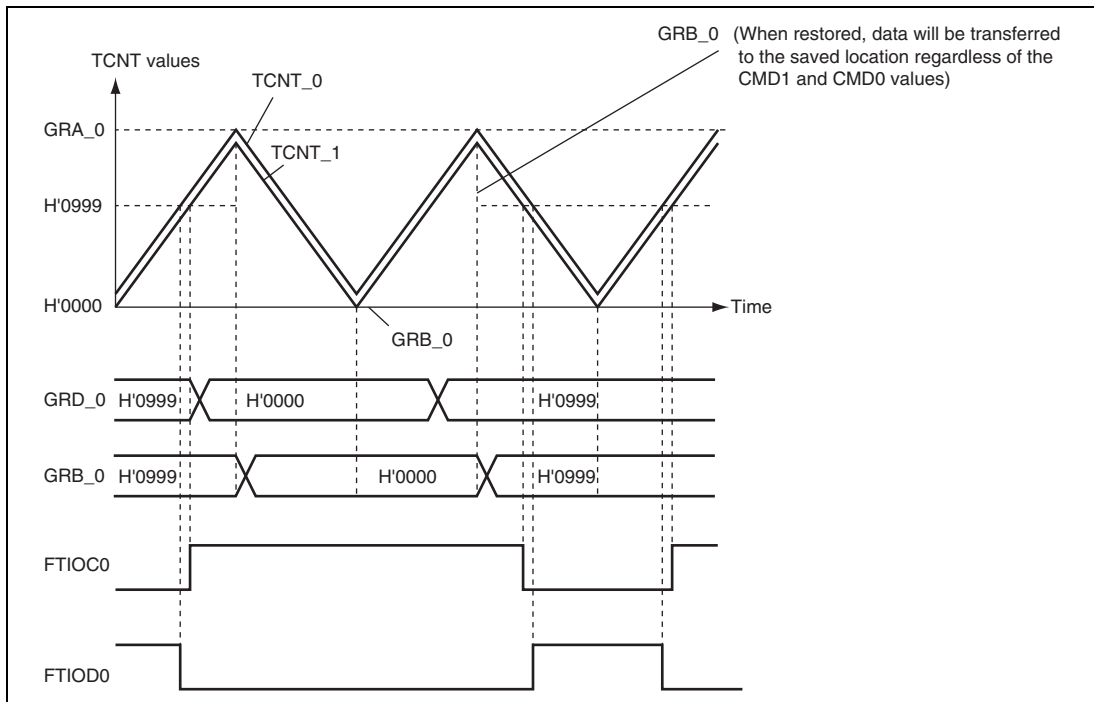 GRB_0 (When restored, data will be transferred
to the saved location regardless of the
CMD1 and CMD0 values)
TCNT values
TCNT_0
GRA_0
TCNT_1
H'0999
H'0000
Time
GRB_0
GRD_0 H'0999 H'0000 H'0999
GRB_0 H'0999 H'0000 H'0999
FTIOC0
FTIOD0